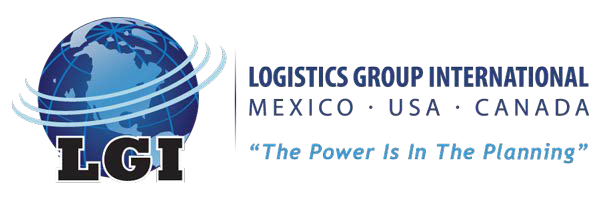 LGI
LOGISTICS GROUP INTERNATIONAL
MEXICO · USA · CANADA
“The Power Is In The Planning”